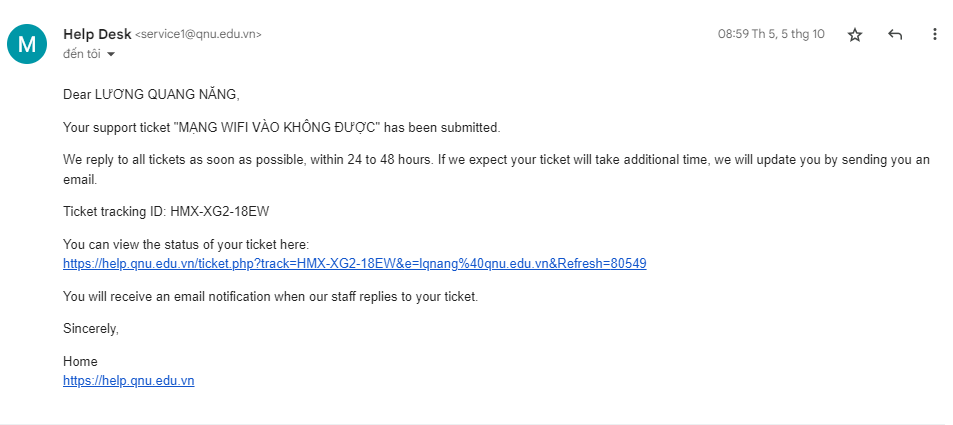 M
Help Desk <service1@qnu.edu.vn>
08:59 Th 5, 5 thg 10
đến tôi
Dear LƯƠNG QUANG NĂNG,
Your support ticket "MẠNG WIFI VÀO KHÔNG ĐƯỢC" has been submitted.
We reply to all tickets as soon as possible, within 24 to 48 hours. If we expect your ticket will take additional time, we will update you by sending you an
email.
Ticket tracking ID: HMX-XG2-18EW
You can view the status of your ticket here:
https://help.qnu.edu.vn/ticket.php?track=HMX-XG2-18EW&e=lqnang%40qnu.edu.vn&Refresh=80549
You will receive an email notification when our staff replies to your ticket.
Sincerely,
Home
https://help.qnu.edu.vn